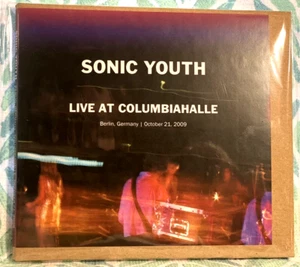 SONIC YOUTH
LIVE AT COLUMBIAHALLE
Berlin, Germany | October 21, 2009